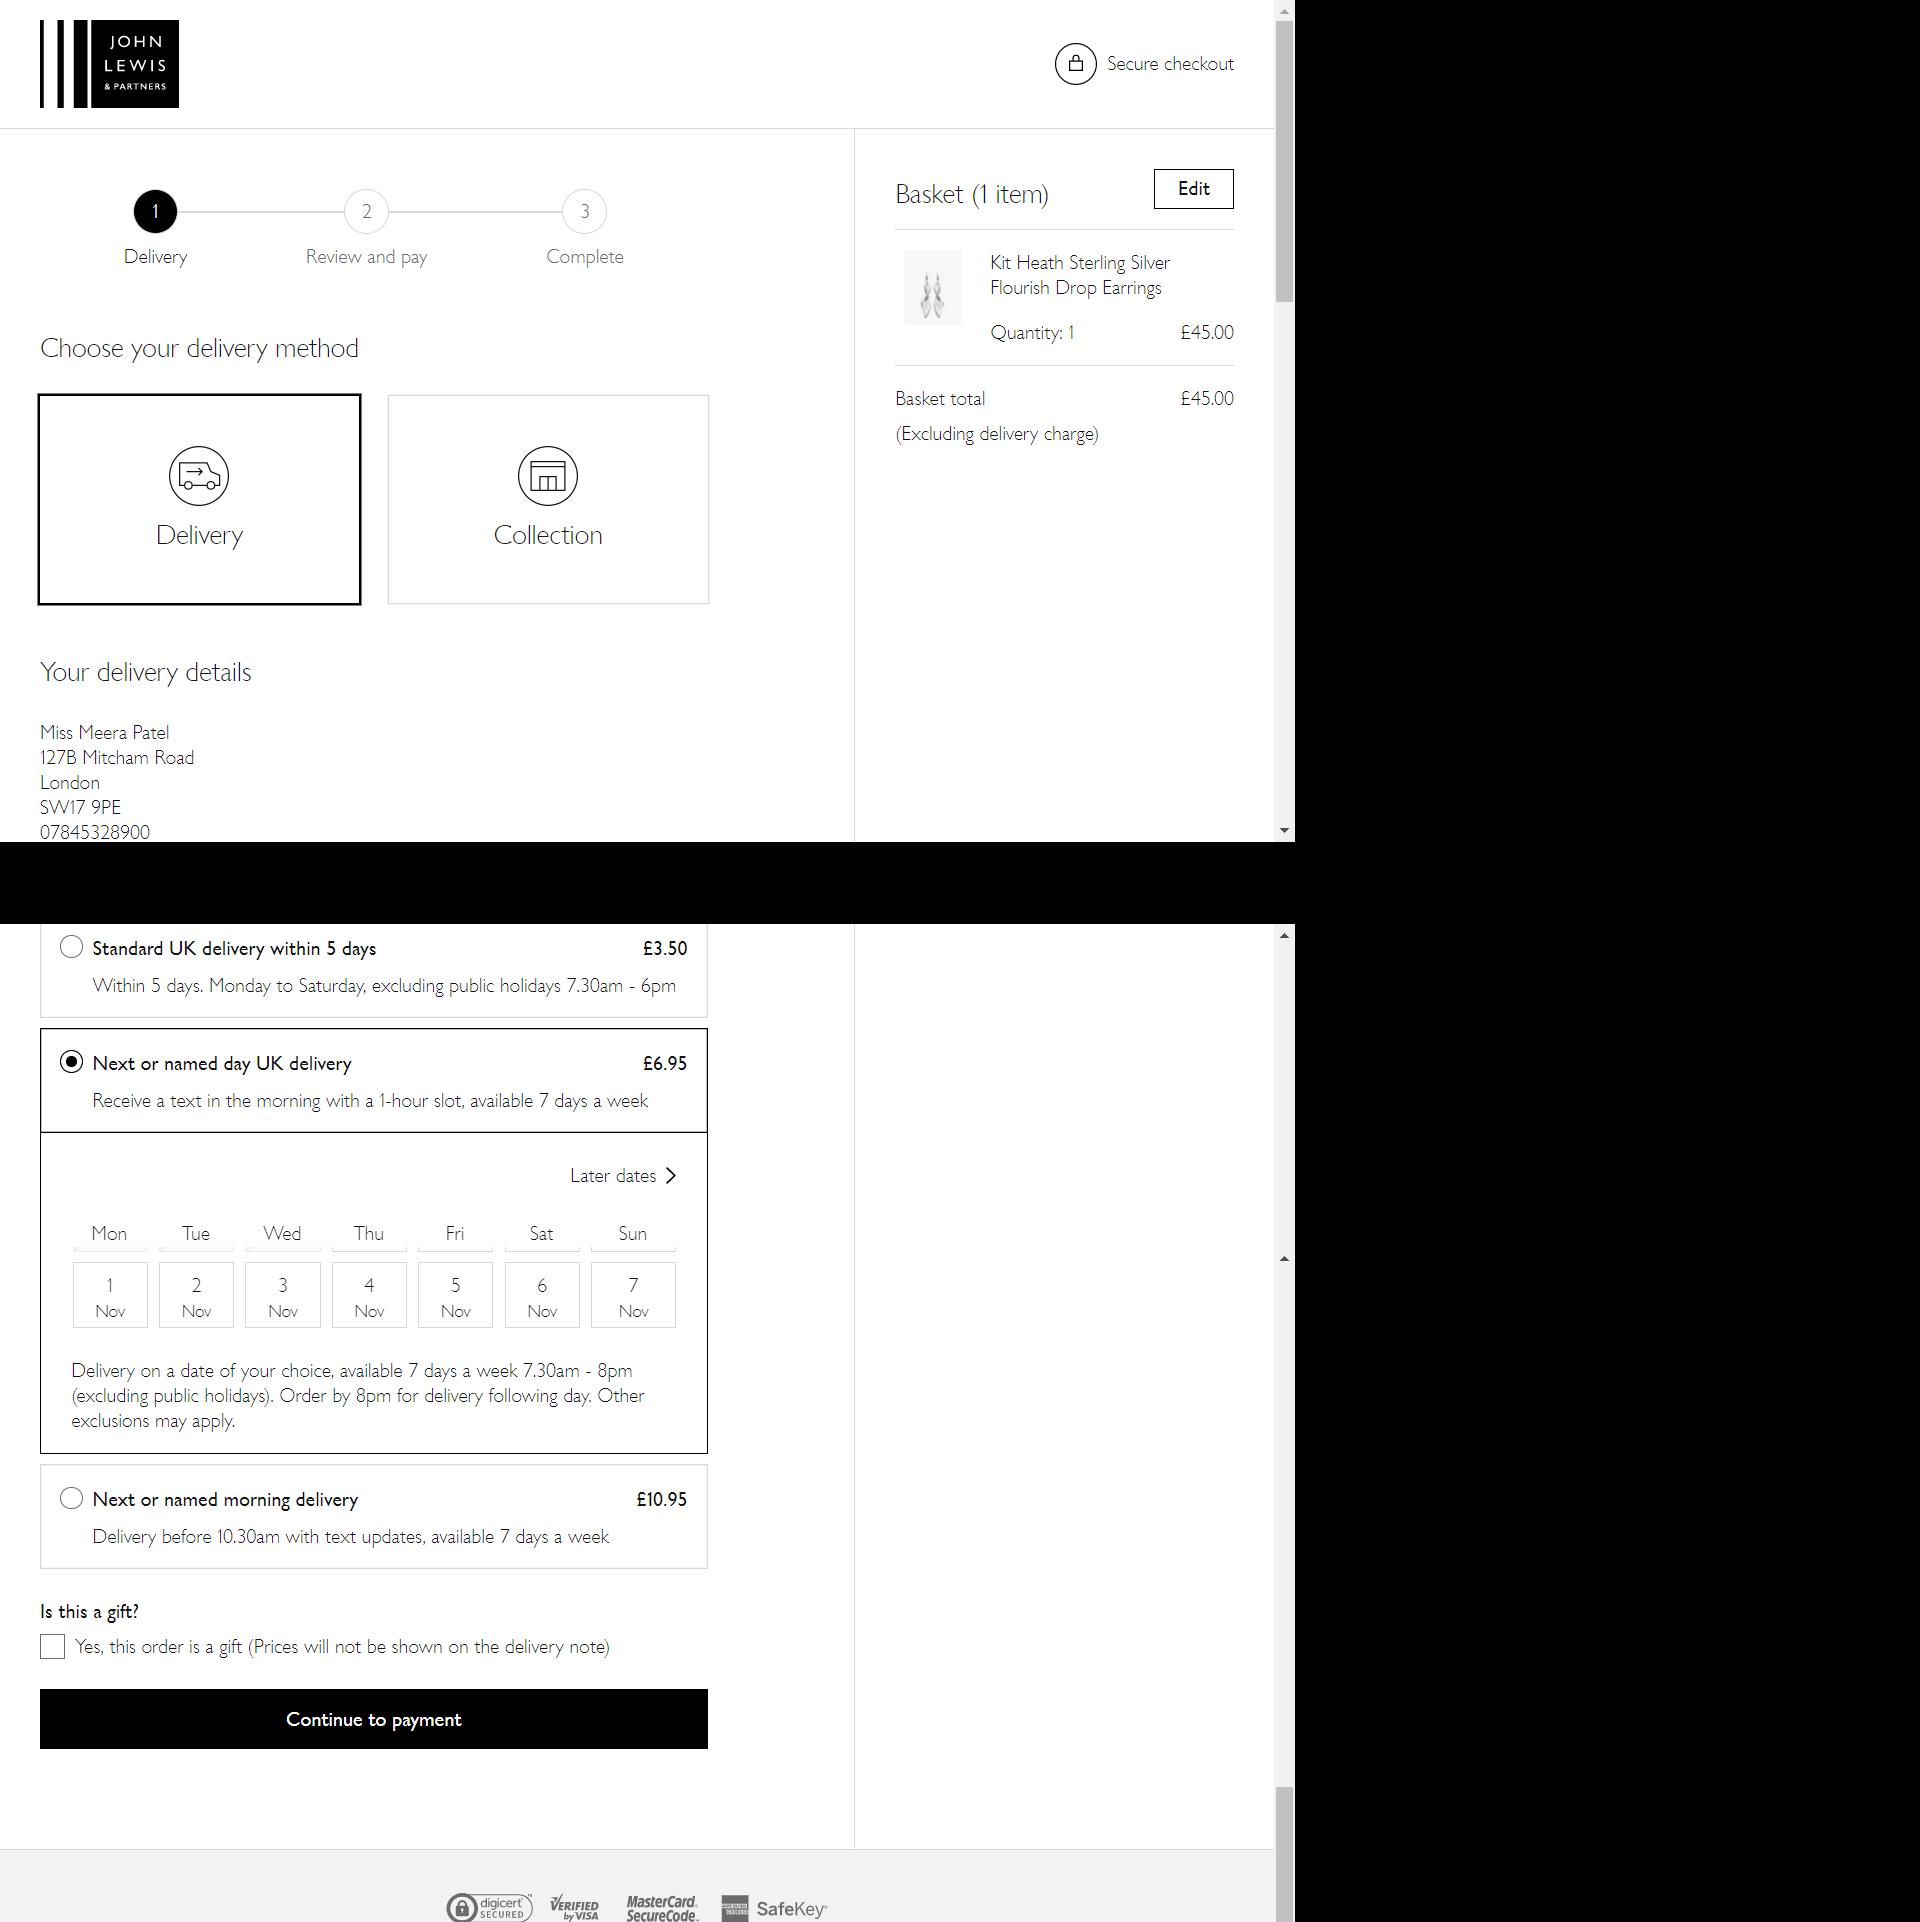 JOHN
LEWIS
& PARTNERS
Secure checkout
1
2
3
Delivery
Review and pay
Complete
Choose your delivery method
Delivery
Collection
Your delivery details
Miss Meera Patel
127B Mitcham Road
London
SW17 9PE
07845328900
Basket (1 item)
Edit
Kit Heath Sterling Silver
Flourish Drop Earrings
Quantity: 1 £45.00
Basket total £45.00
(Excluding delivery charge)
Standard UK delivery within 5 days £3.50
Within 5 days. Monday to Saturday, excluding public holidays 7.30am - 6pm
Next or named day UK delivery £6.95
Receive a text in the morning with a 1-hour slot, available 7 days a week
Later dates
Mon Tue Wed Thu Fri Sat Sun
1 2 3 4 5 6 7
Nov Nov Nov Nov Nov Nov Nov
Delivery on a date of your choice, available 7 days a week 7.30am - 8pm
(excluding public holidays). Order by 8pm for delivery following day. Other
exclusions may apply.
Next or named morning delivery £10.95
Delivery before 10.30am with text updates, available 7 days a week
Is this a gift?
Yes, this order is a gift (Prices will not be shown on the delivery note)
Continue to payment
digicert SECURED
VERIFIED by VISA
MasterCard. SecureCode.
AMERICAN EXPRESS
SafeKey